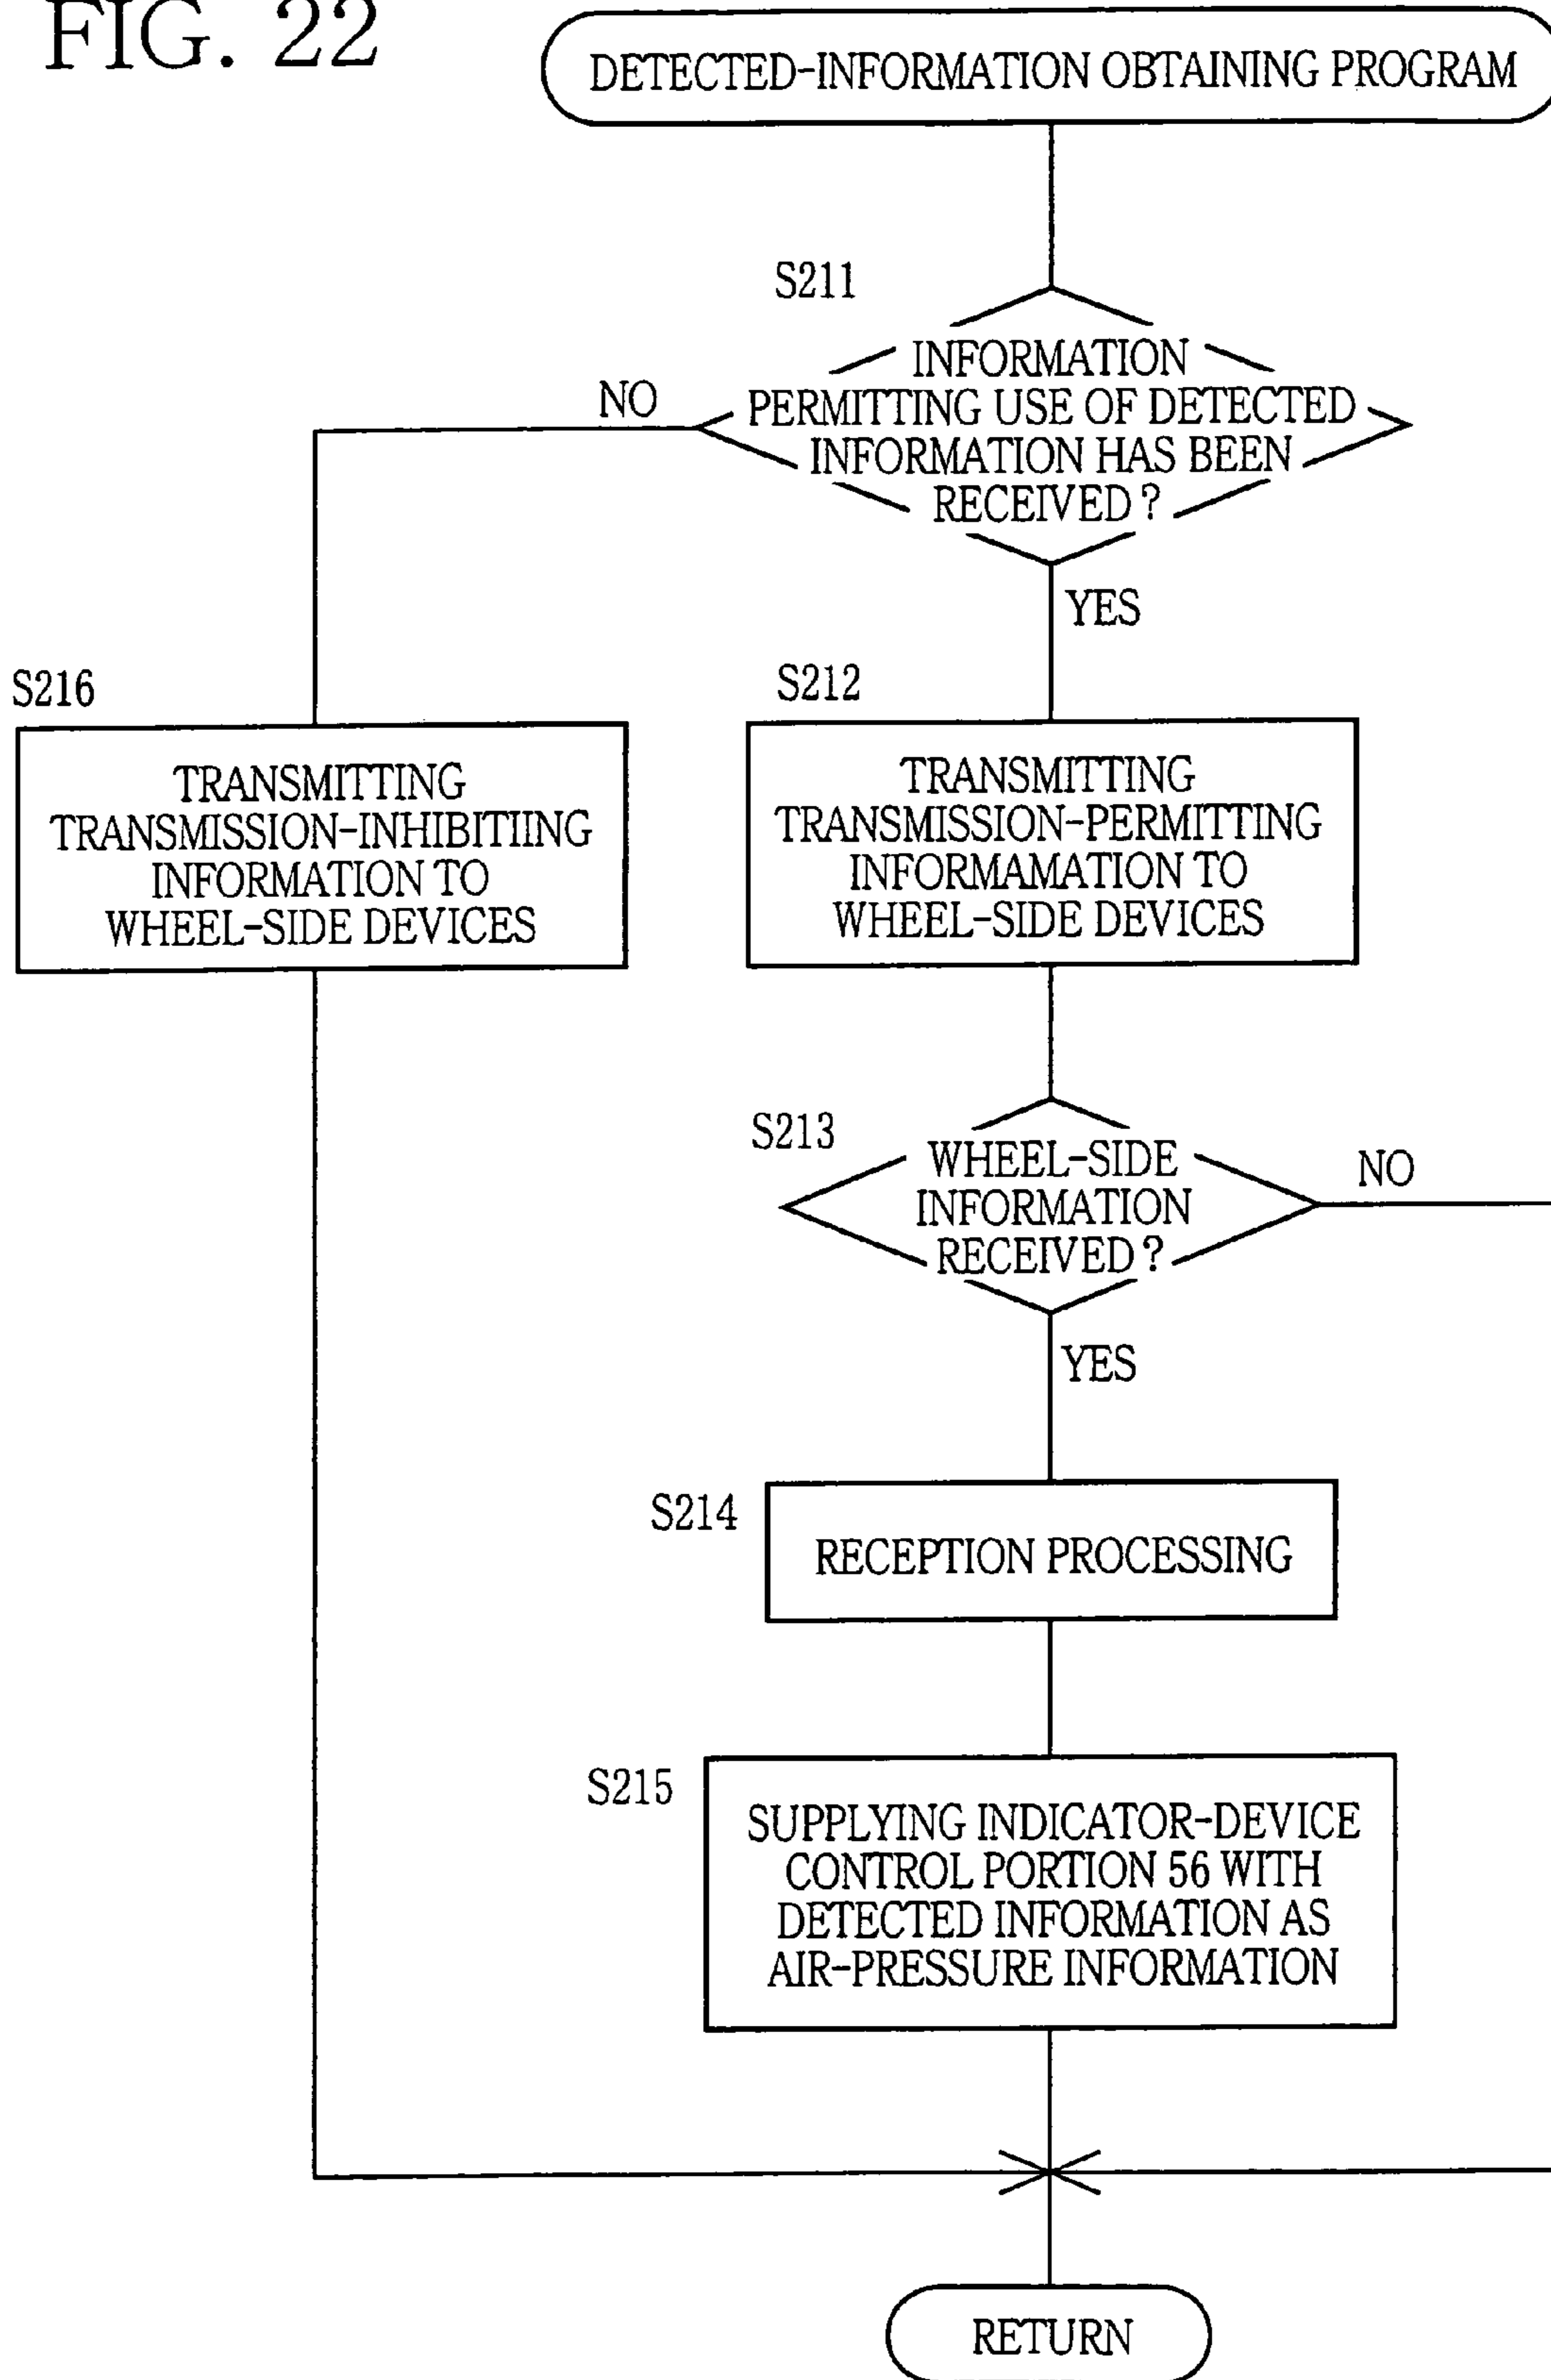 FIG. 22
DETECTED-INFORMATION OBTAINING PROGRAM
S211
INFORMATION
PERMITTING USE OF DETECTED
INFORMATION HAS BEEN
RECEIVED?
NO
YES
S216
TRANSMITTING
TRANSMISSION-INHIBITIING
INFORMATION TO
WHEEL-SIDE DEVICES
S212
TRANSMITTING
TRANSMISSION-PERMITTING
INFORMAMATION TO
WHEEL-SIDE DEVICES
S213
WHEEL-SIDE
INFORMATION
RECEIVED?
NO
YES
S214
RECEPTION PROCESSING
S215
SUPPLYING INDICATOR-DEVICE
CONTROL PORTION 56 WITH
DETECTED INFORMATION AS
AIR-PRESSURE INFORMATION
RETURN